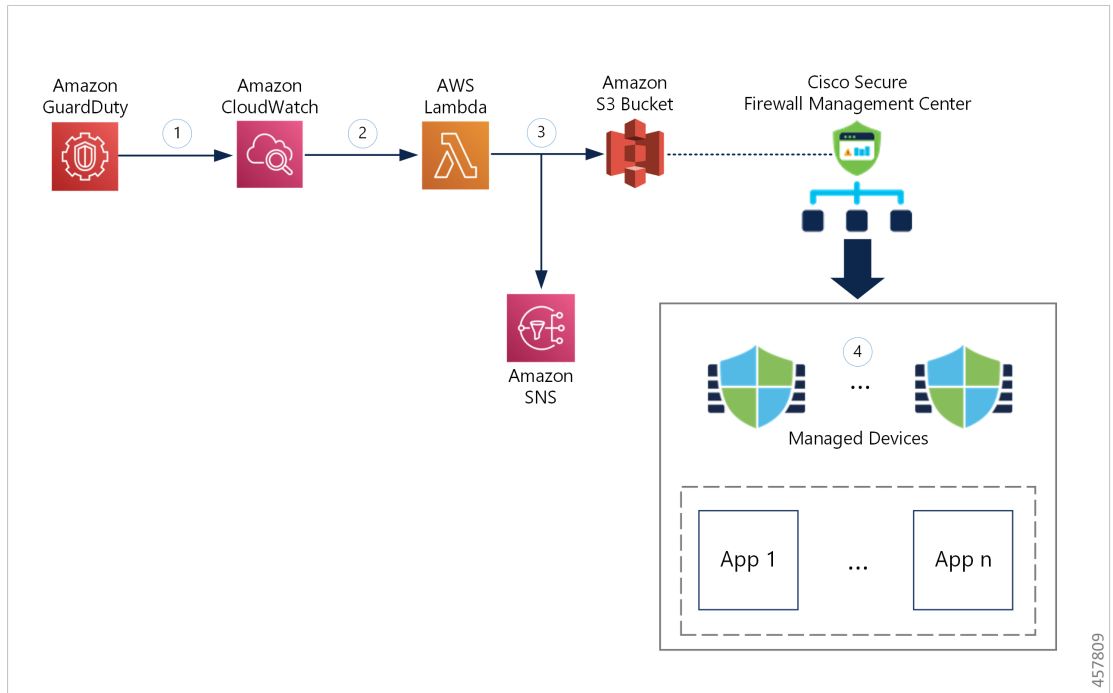 Amazon
GuardDuty
Amazon
CloudWatch
AWS
Lambda
Amazon
S3 Bucket
Cisco Secure
Firewall Management Center
1
2
3
Amazon
SNS
4
...
Managed Devices
App 1
...
App n
457809